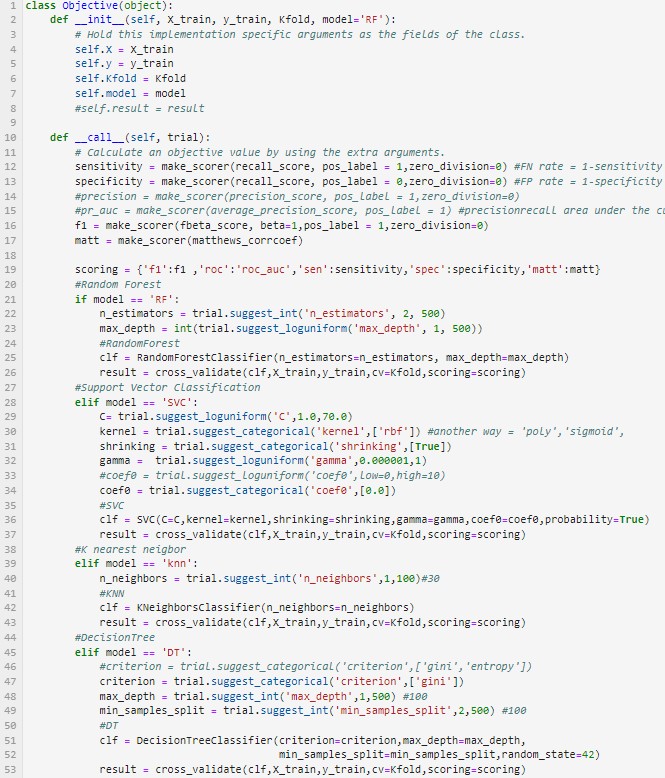 1 class Objective(object):
2 def __init__(self, X_train, y_train, Kfold, model='RF'):
3 # Hold this implementation specific arguments as the fields of the class.
4 self.X = X_train
5 self.y = y_train
6 self.Kfold = Kfold
7 self.model = model
8 #self.result = result
9
10 def __call__(self, trial):
11 # Calculate an objective value by using the extra arguments.
12 sensitivity = make_scorer(recall_score, pos_label = 1,zero_division=0) #FN rate = 1-sensitivity
13 specificity = make_scorer(recall_score, pos_label = 0,zero_division=0) #FP rate = 1-specificity
14 #precision = make_scorer(precision_score, pos_label = 1,zero_division=0)
15 #pr_auc = make_scorer(average_precision_score, pos_label = 1) #precisionrecall area under the cu
16 f1 = make_scorer(fbeta_score, beta=1,pos_label = 1,zero_division=0)
17 matt = make_scorer(matthews_corrcoef)
18
19 scoring = {'f1':f1 ,'roc':'roc_auc','sen':sensitivity,'spec':specificity,'matt':matt}
20 #Random Forest
21 if model == 'RF':
22 n_estimators = trial.suggest_int('n_estimators', 2, 500)
23 max_depth = int(trial.suggest_loguniform('max_depth', 1, 500))
24 #RandomForest
25 clf = RandomForestClassifier(n_estimators=n_estimators, max_depth=max_depth)
26 result = cross_validate(clf,X_train,y_train,cv=Kfold,scoring=scoring)
27 #Support Vector Classification
28 elif model == 'SVC':
29 C= trial.suggest_loguniform('C',1.0,70.0)
30 kernel = trial.suggest_categorical('kernel',['rbf']) #another way = 'poly','sigmoid',
31 shrinking = trial.suggest_categorical('shrinking',[True])
32 gamma = trial.suggest_loguniform('gamma',0.000001,1)
33 #coef0 = trial.suggest_loguniform('coef0',low=0,high=10)
34 coef0 = trial.suggest_categorical('coef0',[0.0])
35 #SVC
36 clf = SVC(C=C,kernel=kernel,shrinking=shrinking,gamma=gamma,coef0=coef0,probability=True)
37 result = cross_validate(clf,X_train,y_train,cv=Kfold,scoring=scoring)
38 #K nearest neigbor
39 elif model == 'knn':
40 n_neighbors = trial.suggest_int('n_neighbors',1,100)#30
41 #KNN
42 clf = KNeighborsClassifier(n_neighbors=n_neighbors)
43 result = cross_validate(clf,X_train,y_train,cv=Kfold,scoring=scoring)
44 #DecisionTree
45 elif model == 'DT':
46 #criterion = trial.suggest_categorical('criterion',['gini','entropy'])
47 criterion = trial.suggest_categorical('criterion',['gini'])
48 max_depth = trial.suggest_int('max_depth',1,500) #100
49 min_samples_split = trial.suggest_int('min_samples_split',2,500) #100
50 #DT
51 clf = DecisionTreeClassifier(criterion=criterion,max_depth=max_depth,
52 min_samples_split=min_samples_split,random_state=42)
53 result = cross_validate(clf,X_train,y_train,cv=Kfold,scoring=scoring)